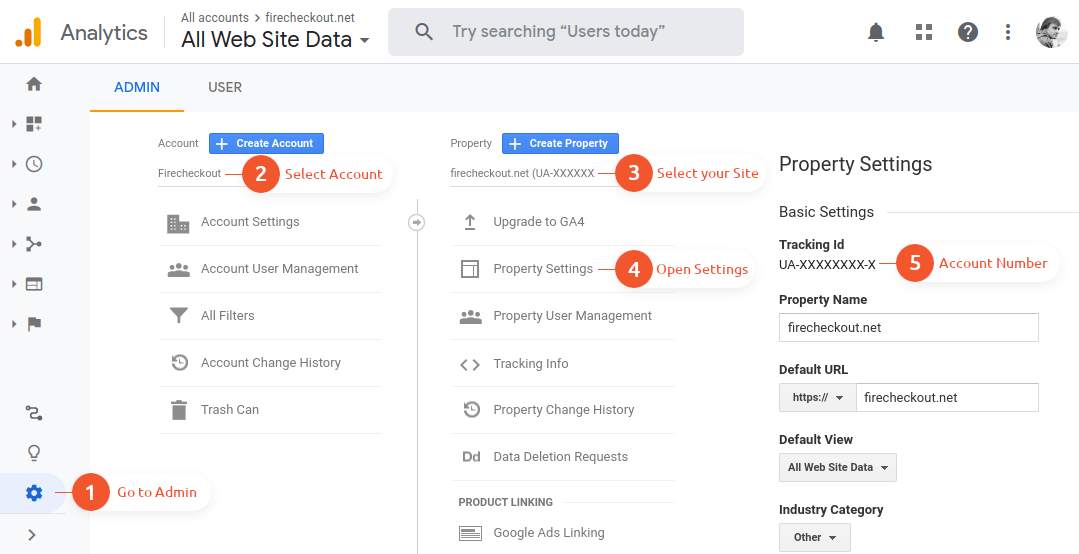 Analytics
All accounts > firecheckout.net
All Web Site Data
Try searching “Users today”
ADMIN
USER
Account
Create Account
Firecheckout
2 Select Account
Account Settings
Account User Management
All Filters
Account Change History
Trash Can
1 Go to Admin
Property
Create Property
firecheckout.net (UA-XXXXXX
3 Select your Site
Upgrade to GA4
Property Settings
4 Open Settings
Property User Management
Tracking Info
Property Change History
Dd Data Deletion Requests
PRODUCT LINKING
Google Ads Linking
Property Settings
Basic Settings
Tracking Id
UA-XXXXXXXX-X
5 Account Number
Property Name
firecheckout.net
Default URL
https:// firecheckout.net
Default View
All Web Site Data
Industry Category
Other